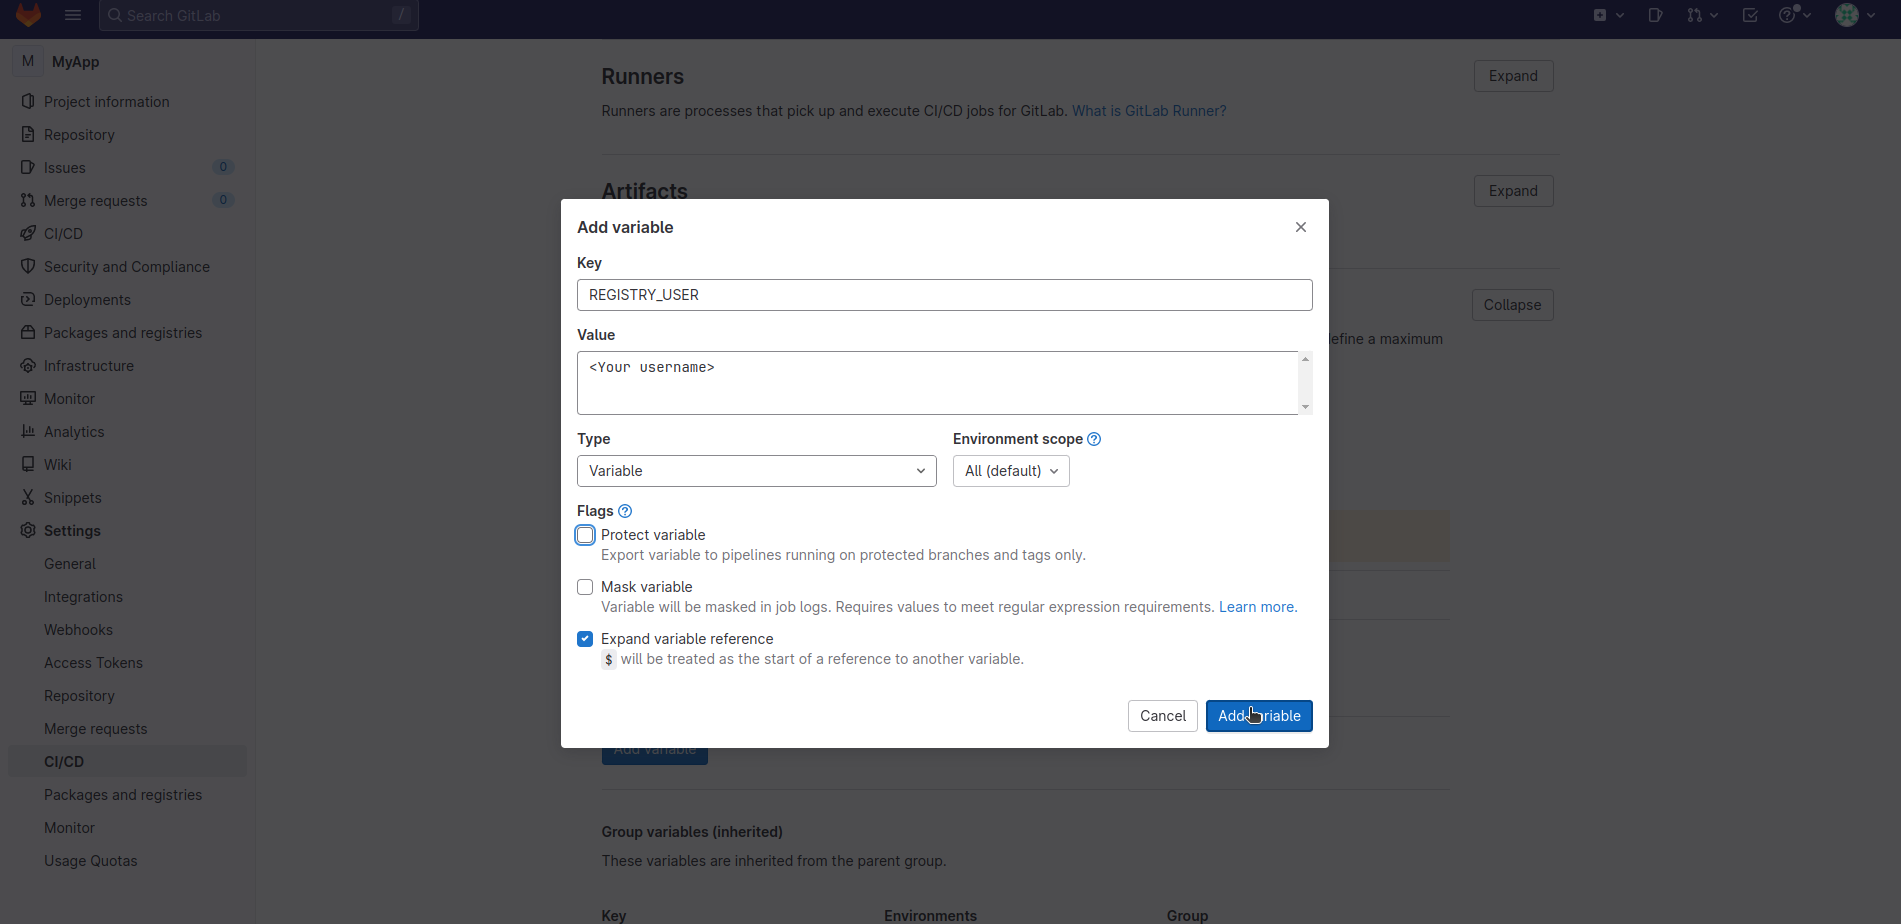 Search GitLab /
M MyApp
Project information
Repository
Issues 0
Merge requests 0
CI/CD
Security and Compliance
Deployments
Packages and registries
Infrastructure
Monitor
Analytics
Wiki
Snippets
Settings
General
Integrations
Webhooks
Access Tokens
Repository
Merge requests
CI/CD
Packages and registries
Monitor
Usage Quotas
Runners
Expand
Runners are processes that pick up and execute CI/CD jobs for GitLab. What is GitLab Runner?
Artifacts
Expand
Collapse
efine a maximum
Add variable
Key
REGISTRY_USER
Value
<Your username>
Type
Environment scope
Variable
All (default)
Flags
Protect variable
Export variable to pipelines running on protected branches and tags only.
Mask variable
Variable will be masked in job logs. Requires values to meet regular expression requirements. Learn more.
Expand variable reference
$ will be treated as the start of a reference to another variable.
Cancel
Add variable
Add variable
Group variables (inherited)
These variables are inherited from the parent group.
Key Environments Group